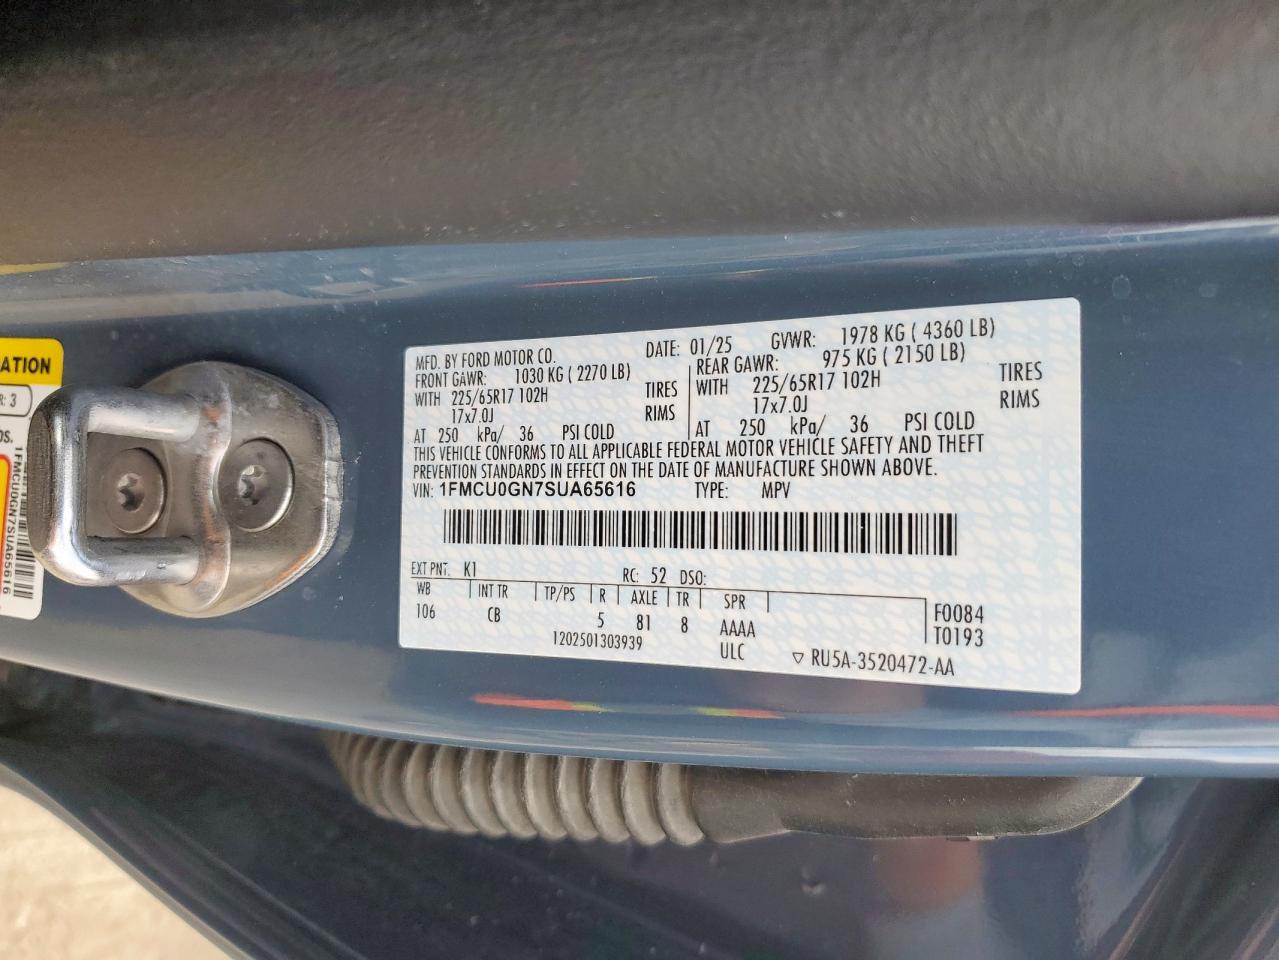 MFD. BY FORD MOTOR CO. DATE: 01/25 GVWR: 1978 KG ( 4360 LB)
FRONT GAWR: 1030 KG ( 2270 LB) REAR GAWR: 975 KG ( 2150 LB)
WITH 225/65R17 102H TIRES WITH 225/65R17 102H TIRES
17x7.0J RIMS 17x7.0J RIMS
AT 250 kPa/ 36 PSI COLD AT 250 kPa/ 36 PSI COLD
THIS VEHICLE CONFORMS TO ALL APPLICABLE FEDERAL MOTOR VEHICLE SAFETY AND THEFT
PREVENTION STANDARDS IN EFFECT ON THE DATE OF MANUFACTURE SHOWN ABOVE.
VIN: 1FMCU0GN7SUA65616 TYPE: MPV
EXT PNT. K1 RC: 52 DSO:
WB INT TR TP/PS R AXLE TR SPR
106 CB 5 81 8 AAAA
ULC
F0084
T0193
1202501303939
▽ RU5A-3520472-AA
ATION
R: 3
1FMCU0GN7SUA65616